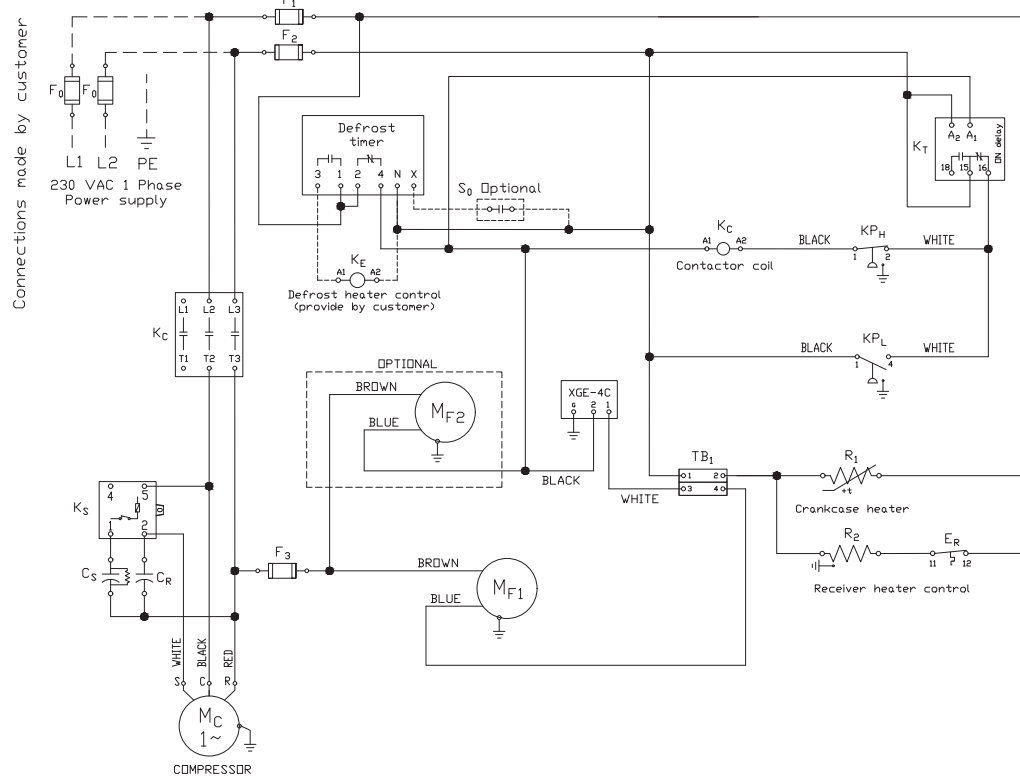 Connections made by customer
F1
F2
F0 F0
L1 L2 PE
230 VAC 1 Phase
Power supply
Defrost
timer
3 1 2 4 N X
S0 Optional
KE
A1 A2
Defrost heater control
(provide by customer)
A2 A1
KT
ON delay
18 15 16
KC
A1 A2
Contactor coil
BLACK
KPH
1 2
WHITE
BLACK
KPL
1 4
WHITE
KC
L1 L2 L3
T1 T2 T3
OPTIONAL
BROWN
BLUE
MF2
XGE-4C
G 2 1
BLACK
WHITE
TB1
1 2
3 4
R1
+t
Crankcase heater
R2
ER
11 12
Receiver heater control
KS
4 5
1 2
CS CR
F3
BROWN
BLUE
MF1
WHITE
BLACK
RED
S C R
MC
1~
COMPRESSOR